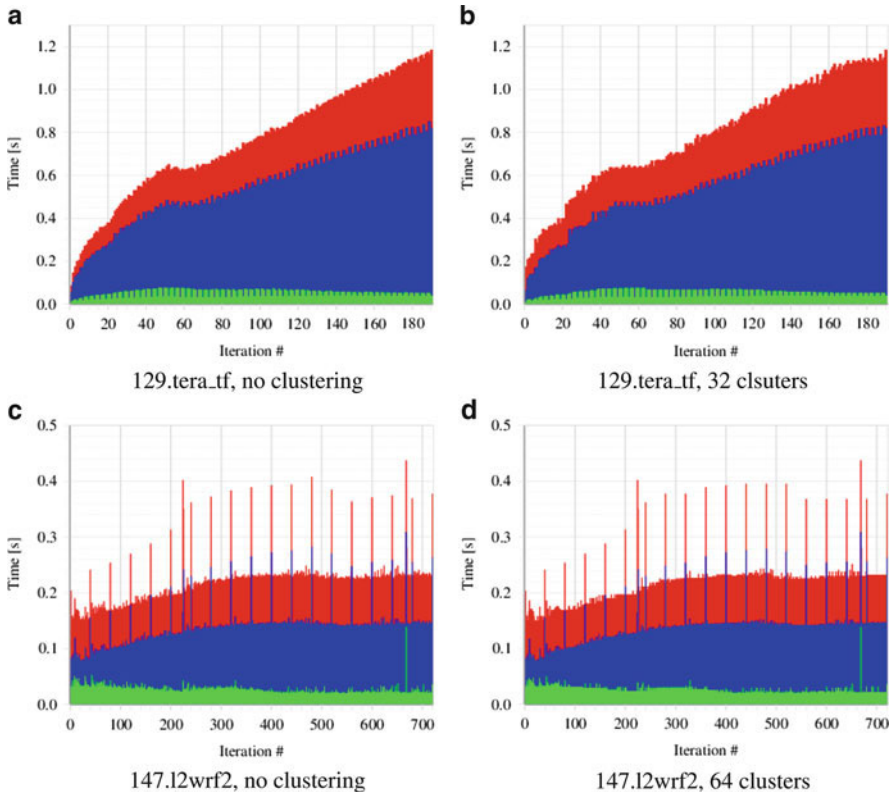 a
1.2
1.0
0.8
0.6
0.4
0.2
0.0
Time [s]
0 20 40 60 80 100 120 140 160 180
Iteration #
129.tera_tf, no clustering
b
1.2
1.0
0.8
0.6
0.4
0.2
0.0
Time [s]
0 20 40 60 80 100 120 140 160 180
Iteration #
129.tera_tf, 32 clsuters
c
0.5
0.4
0.3
0.2
0.1
0.0
Time [s]
0 100 200 300 400 500 600 700
Iteration #
147.l2wrf2, no clustering
d
0.5
0.4
0.3
0.2
0.1
0.0
Time [s]
0 100 200 300 400 500 600 700
Iteration #
147.l2wrf2, 64 clusters